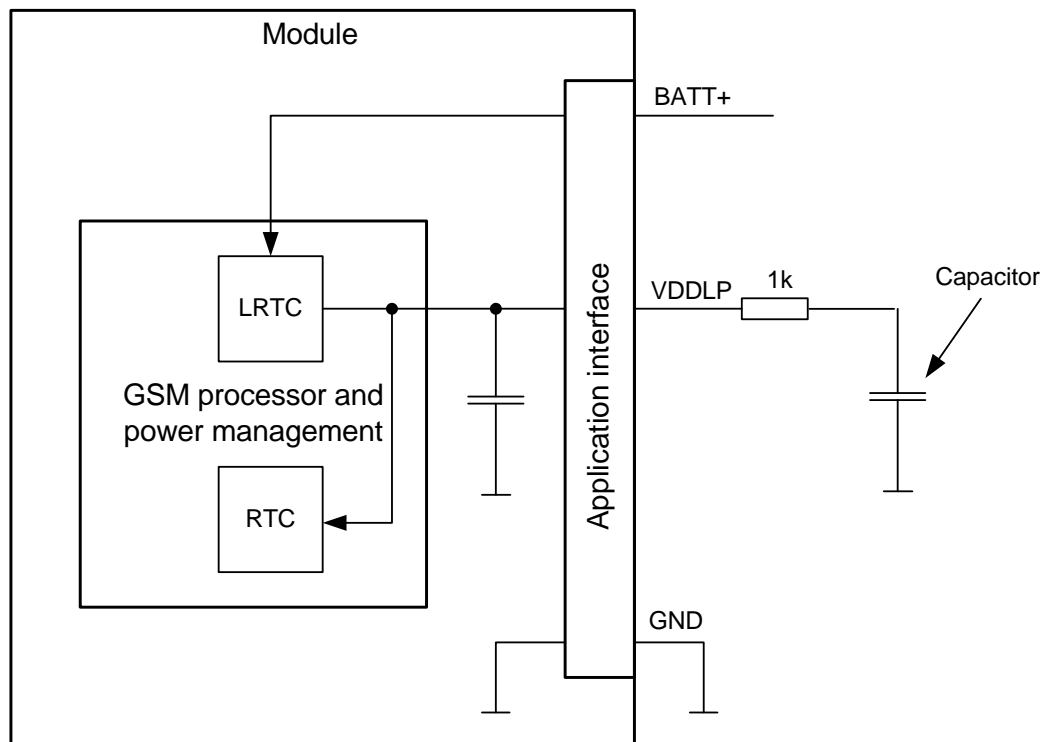 Module
BATT+
LRTC
VDDLP
1k
Capacitor
GSM processor and
power management
RTC
Application interface
GND